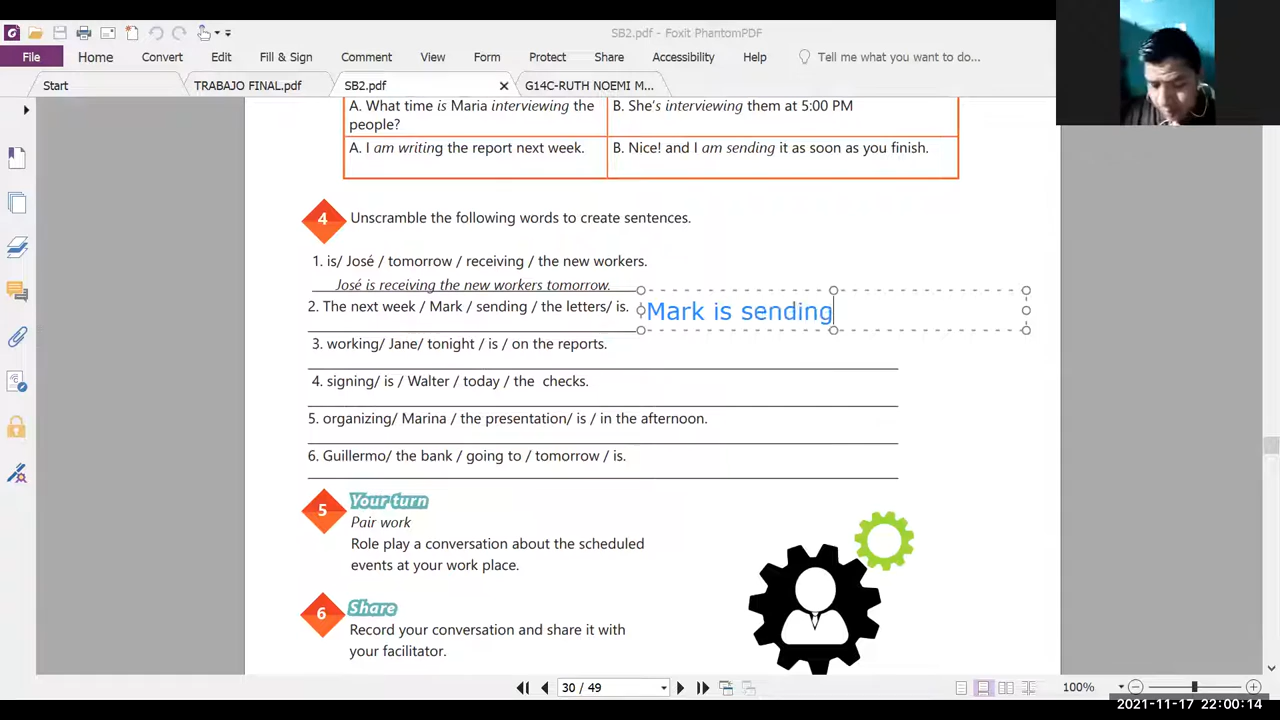 SB2.pdf - Foxit PhantomPDF
File Home Convert Edit Fill & Sign Comment View Form Protect Share Accessibility Help Tell me what you want to do...
Start TRABAJO FINAL.pdf SB2.pdf G14C-RUTH NOEMI M...
A. What time is Maria interviewing the people?
B. She's interviewing them at 5:00 PM
A. I am writing the report next week.
B. Nice! and I am sending it as soon as you finish.
4 Unscramble the following words to create sentences.
1. is/ José / tomorrow / receiving / the new workers.
José is receiving the new workers tomorrow.
2. The next week / Mark / sending / the letters/ is.
Mark is sending
3. working/ Jane/ tonight / is / on the reports.
4. signing/ is / Walter / today / the checks.
5. organizing/ Marina / the presentation/ is / in the afternoon.
6. Guillermo/ the bank / going to / tomorrow / is.
5 Your turn
Pair work
Role play a conversation about the scheduled
events at your work place.
6 Share
Record your conversation and share it with
your facilitator.
30 / 49
100%
2021-11-17 22:00:14